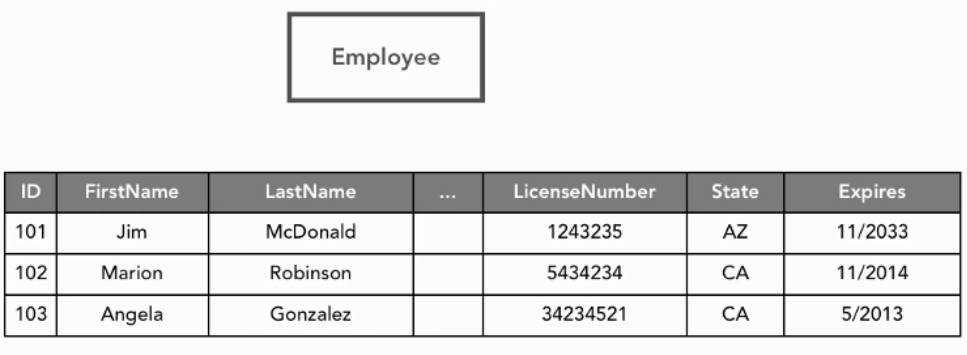 Employee
ID FirstName LastName ... LicenseNumber State Expires
101 Jim McDonald 1243235 AZ 11/2033
102 Marion Robinson 5434234 CA 11/2014
103 Angela Gonzalez 34234521 CA 5/2013